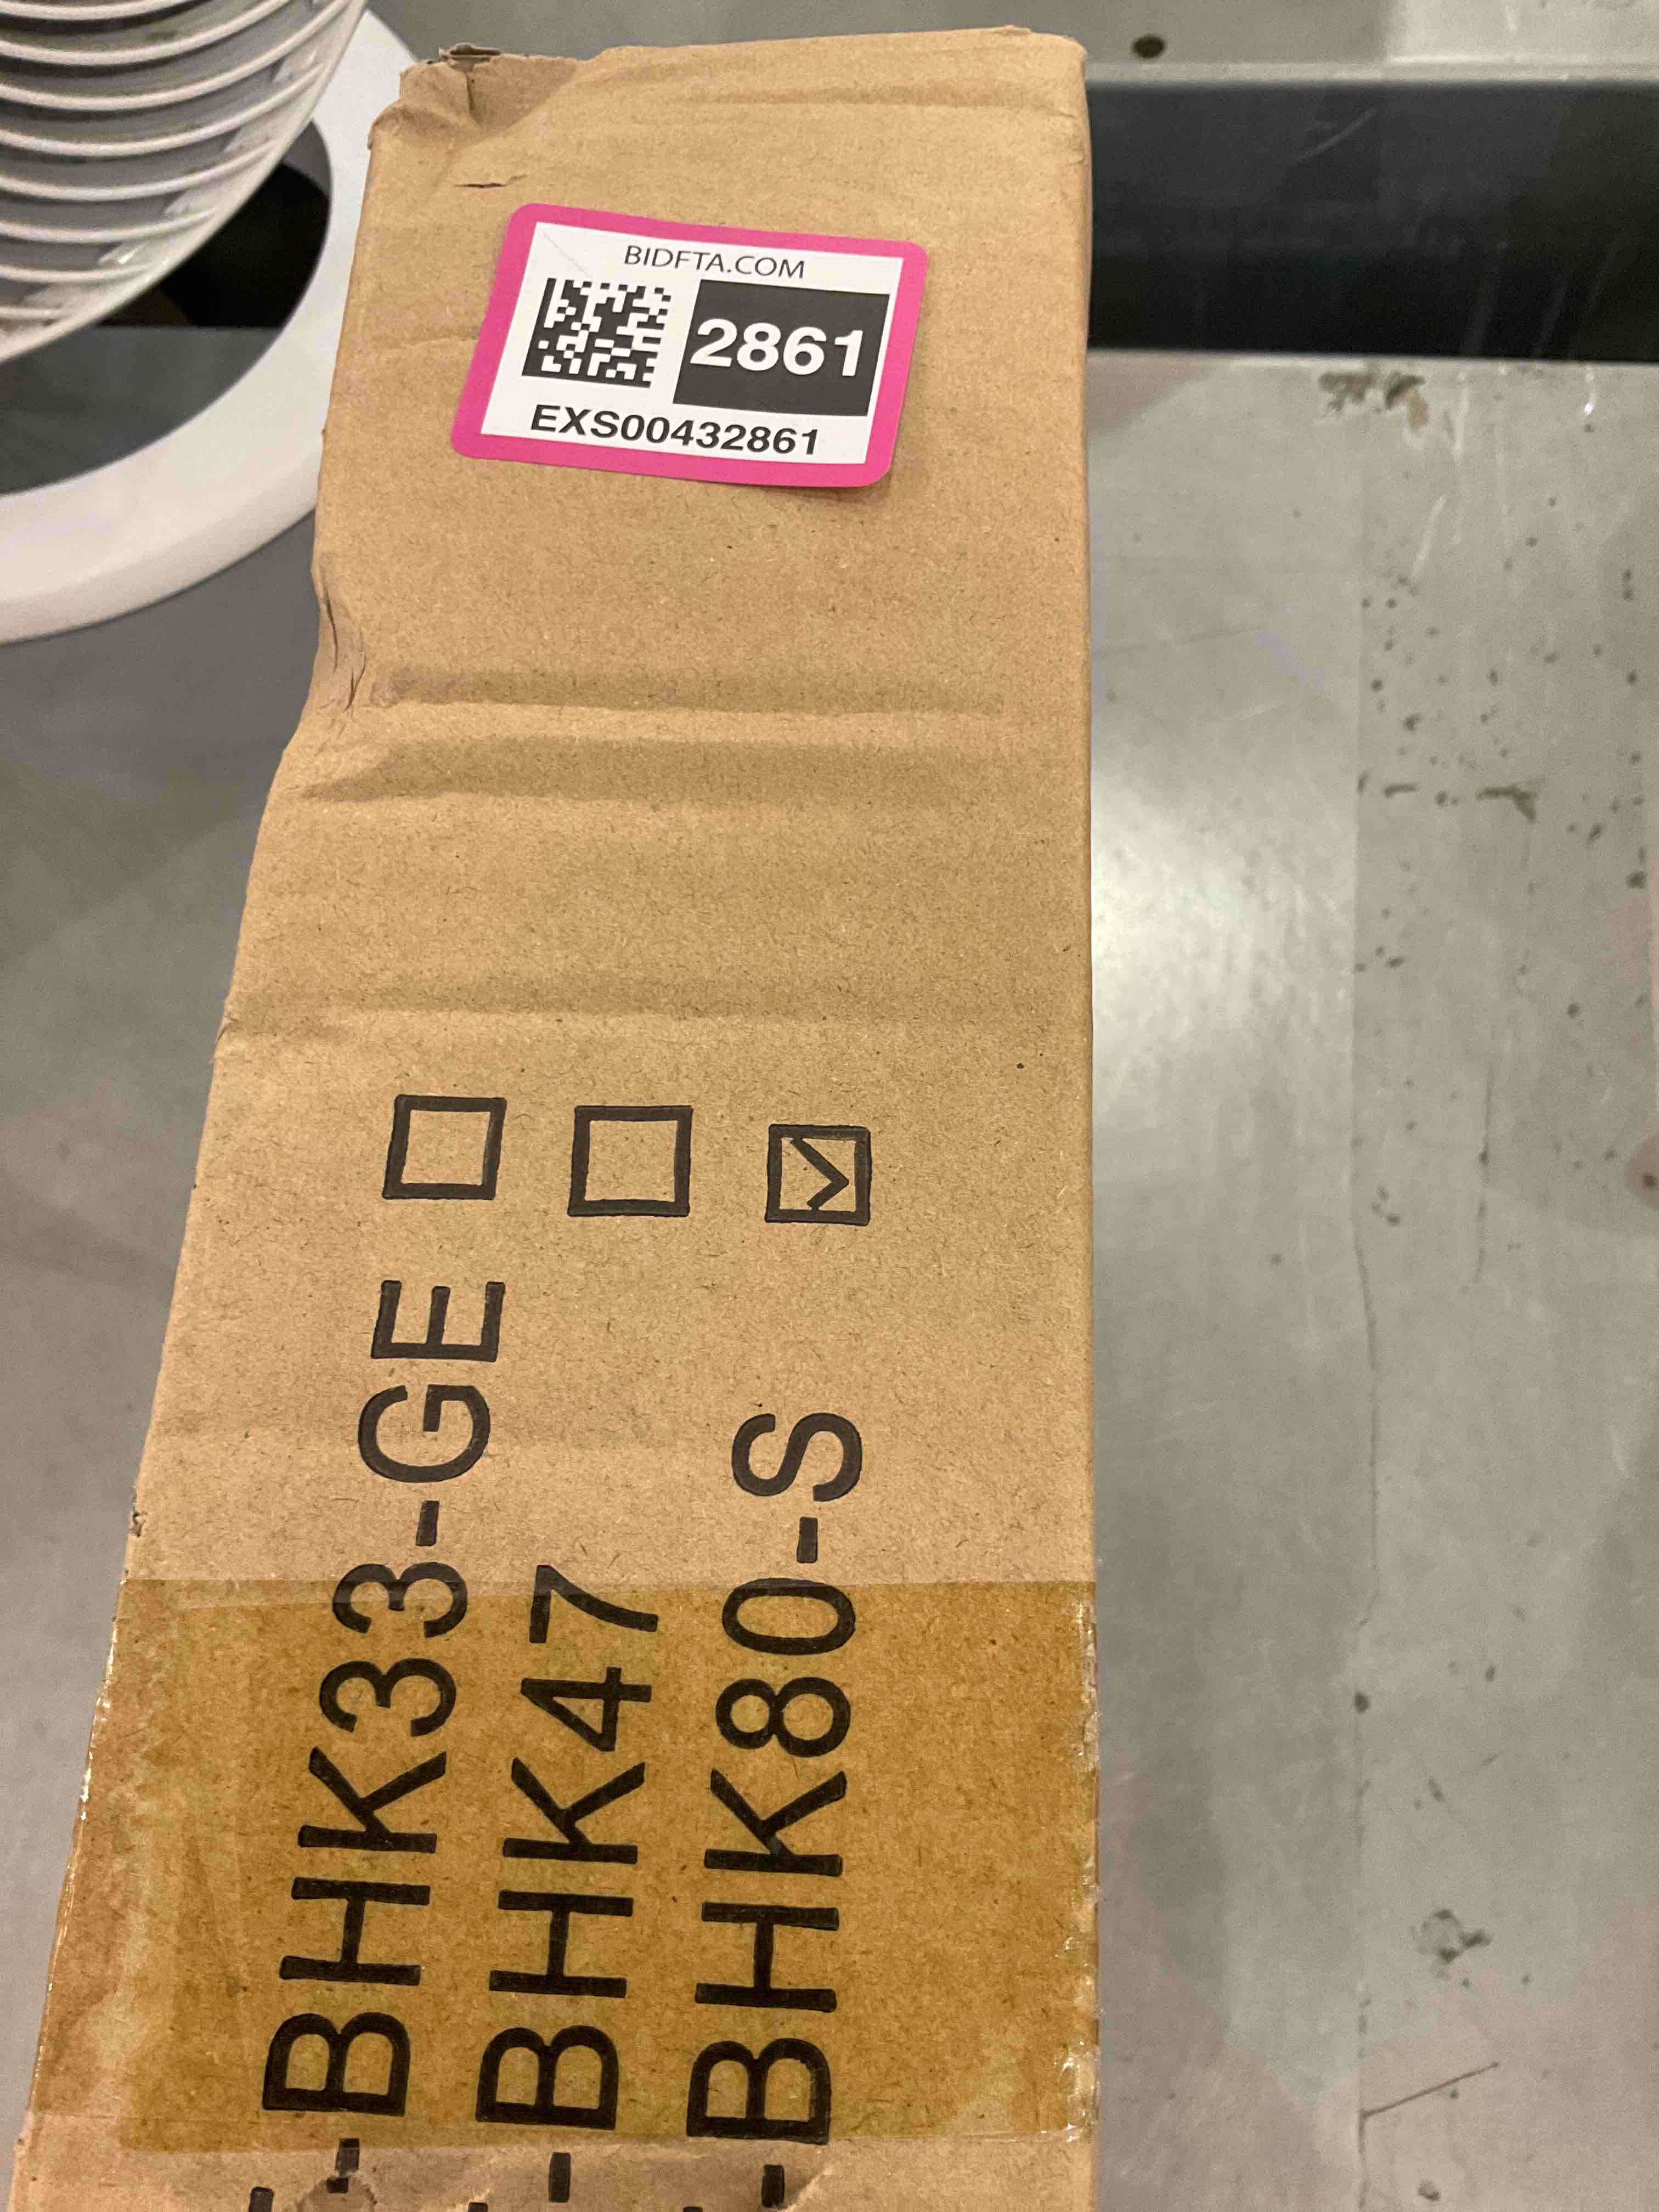 BIDFTA.COM
2861
EXS00432861
-BHK33-GE
-BHK47
-BHK80-S